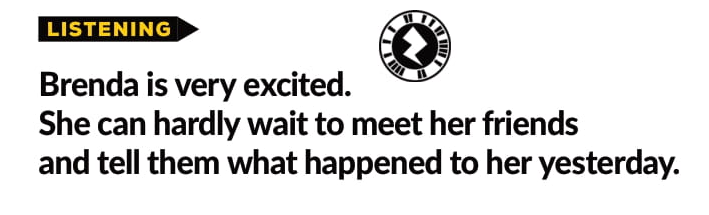 LISTENING
Brenda is very excited.
She can hardly wait to meet her friends
and tell them what happened to her yesterday.